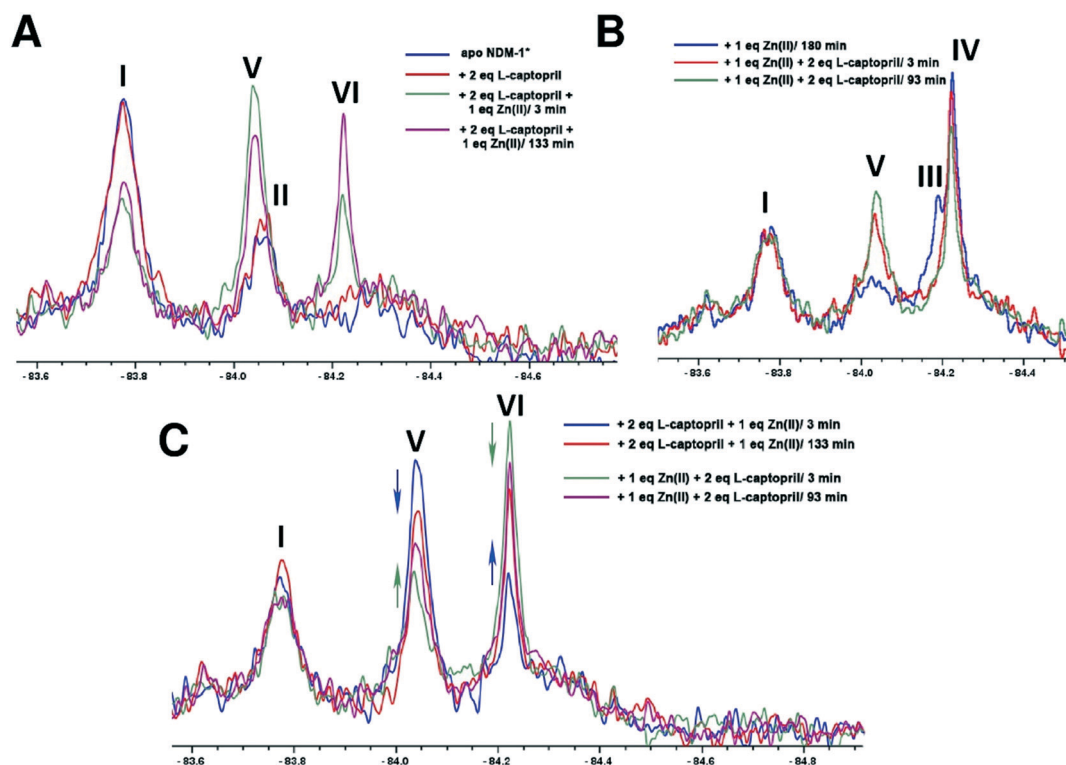 A
I
V
VI
II
apo NDM-1*
+ 2 eq L-captopril
+ 2 eq L-captopril +
1 eq Zn(II)/ 3 min
+ 2 eq L-captopril +
1 eq Zn(II)/ 133 min
-83.6
-83.8
-84.0
-84.2
-84.4
-84.6
B
+ 1 eq Zn(II)/ 180 min
+ 1 eq Zn(II) + 2 eq L-captopril/ 3 min
+ 1 eq Zn(II) + 2 eq L-captopril/ 93 min
IV
I
V
III
-83.6
-83.8
-84.0
-84.2
-84.4
C
I
V
VI
+ 2 eq L-captopril + 1 eq Zn(II)/ 3 min
+ 2 eq L-captopril + 1 eq Zn(II)/ 133 min
+ 1 eq Zn(II) + 2 eq L-captopril/ 3 min
+ 1 eq Zn(II) + 2 eq L-captopril/ 93 min
-83.6
-83.8
-84.0
-84.2
-84.4
-84.6
-84.8